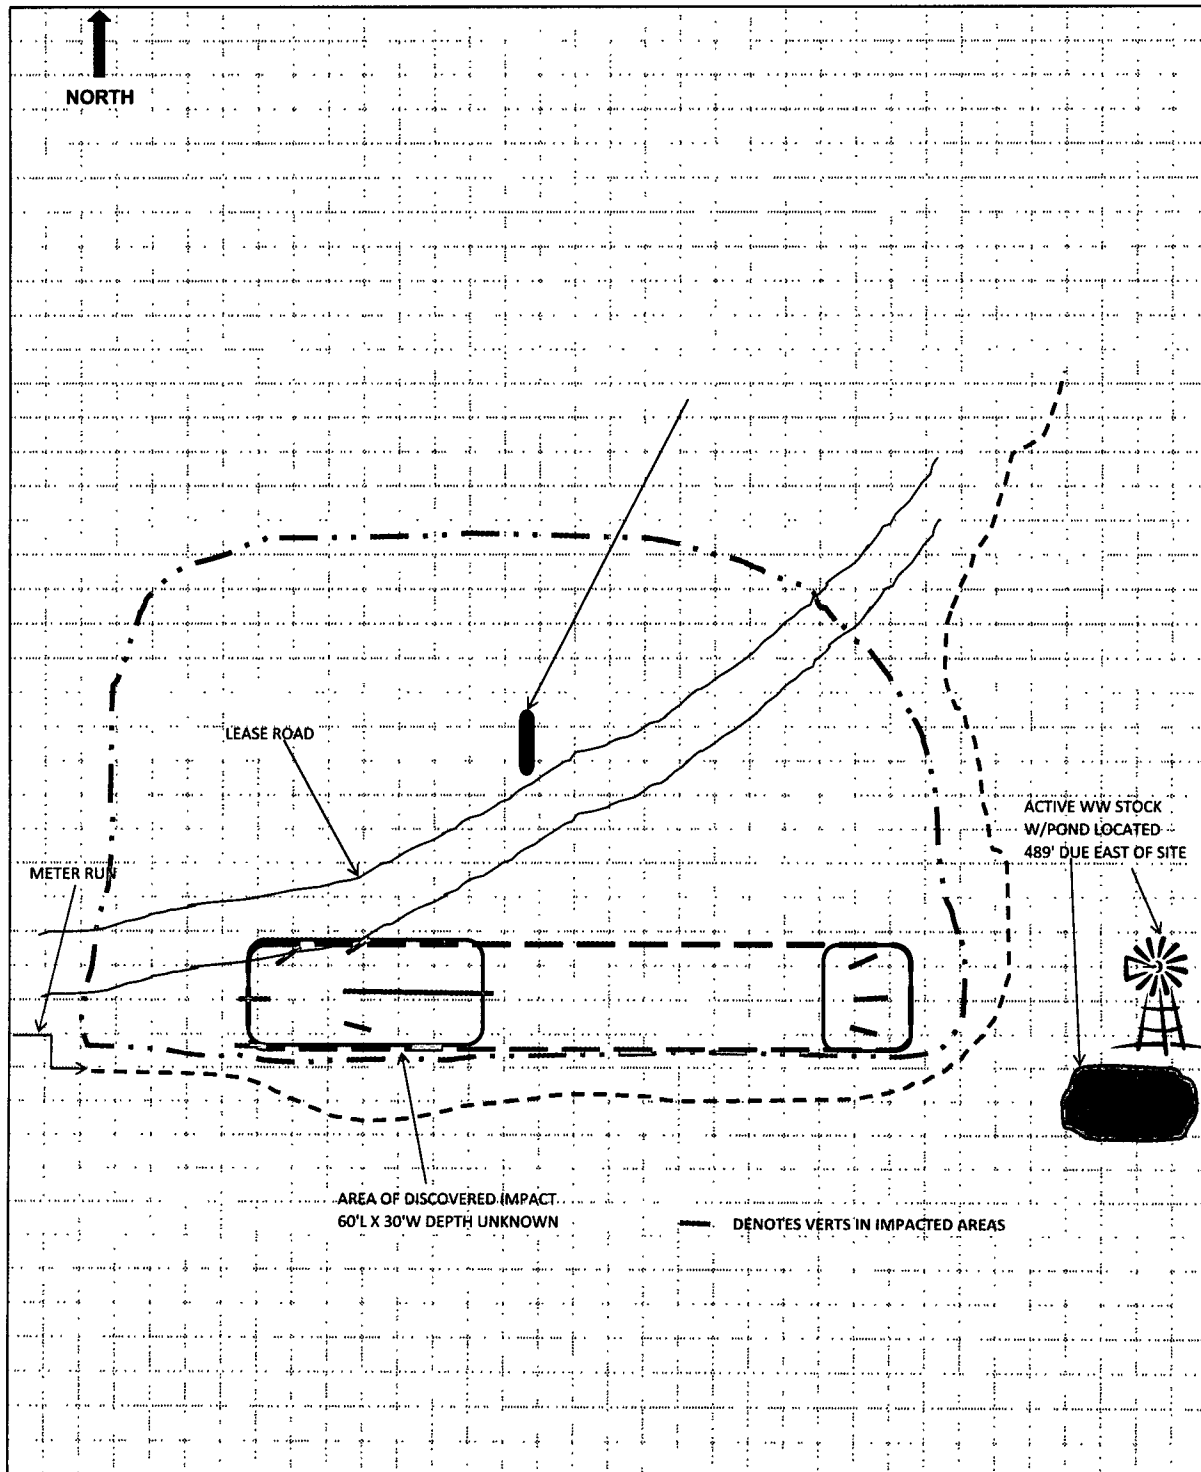 NORTH
LEASE ROAD
ACTIVE WW STOCK
W/POND LOCATED
489' DUE EAST OF SITE
METER RUN
AREA OF DISCOVERED IMPACT
60'L X 30'W DEPTH UNKNOWN
DENOTES VERTS IN IMPACTED AREAS